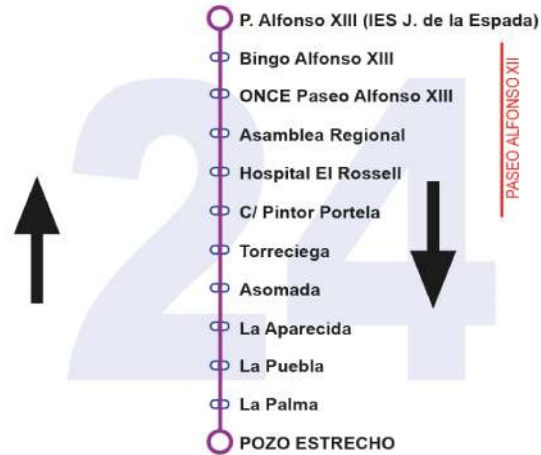 24
P. Alfonso XIII (IES J. de la Espada)
Bingo Alfonso XIII
ONCE Paseo Alfonso XIII
Asamblea Regional
Hospital El Rossell
C/ Pintor Portela
Torreciega
Asomada
La Aparecida
La Puebla
La Palma
POZO ESTRECHO
PASEO ALFONSO XII